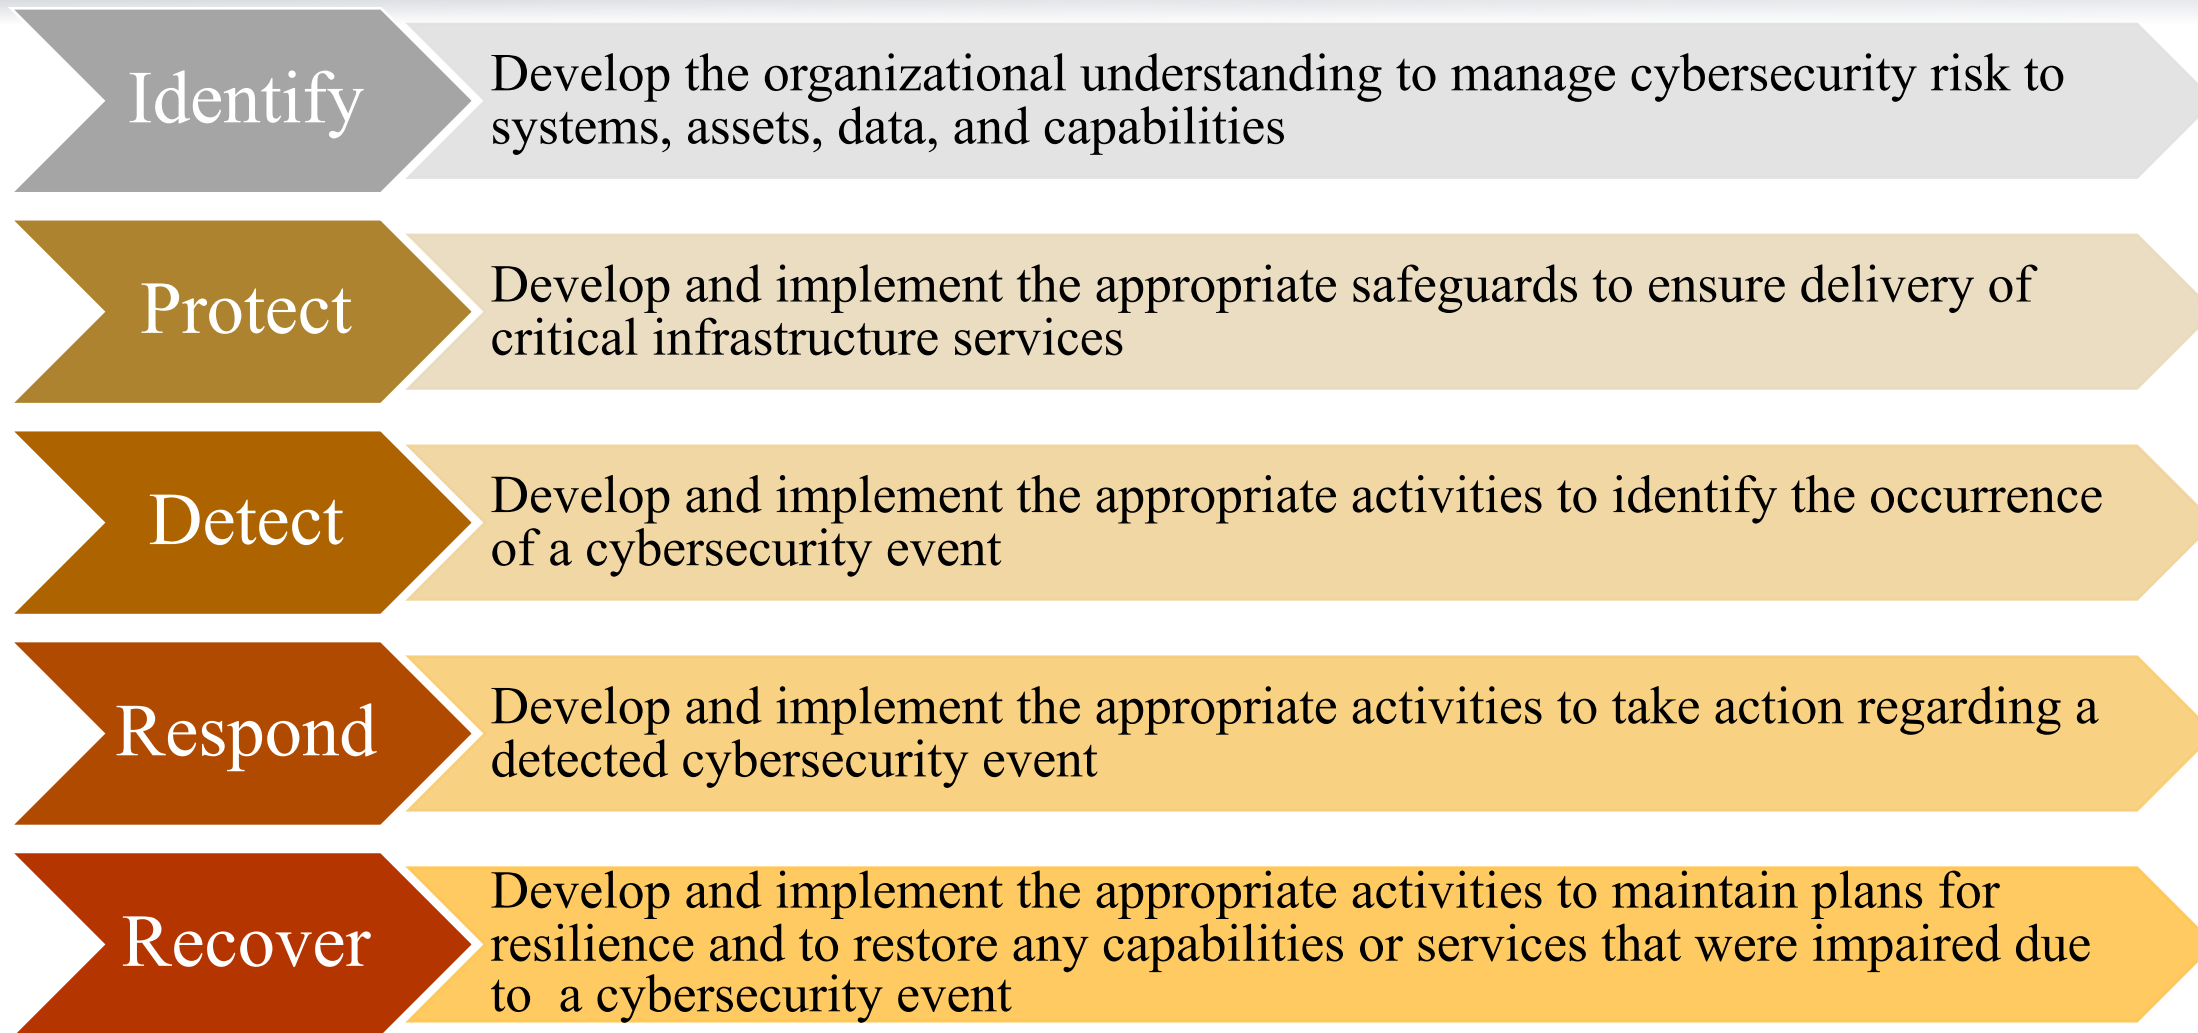 Identify
Develop the organizational understanding to manage cybersecurity risk to
systems, assets, data, and capabilities
Protect
Develop and implement the appropriate safeguards to ensure delivery of
critical infrastructure services
Detect
Develop and implement the appropriate activities to identify the occurrence
of a cybersecurity event
Respond
Develop and implement the appropriate activities to take action regarding a
detected cybersecurity event
Recover
Develop and implement the appropriate activities to maintain plans for
resilience and to restore any capabilities or services that were impaired due
to  a cybersecurity event